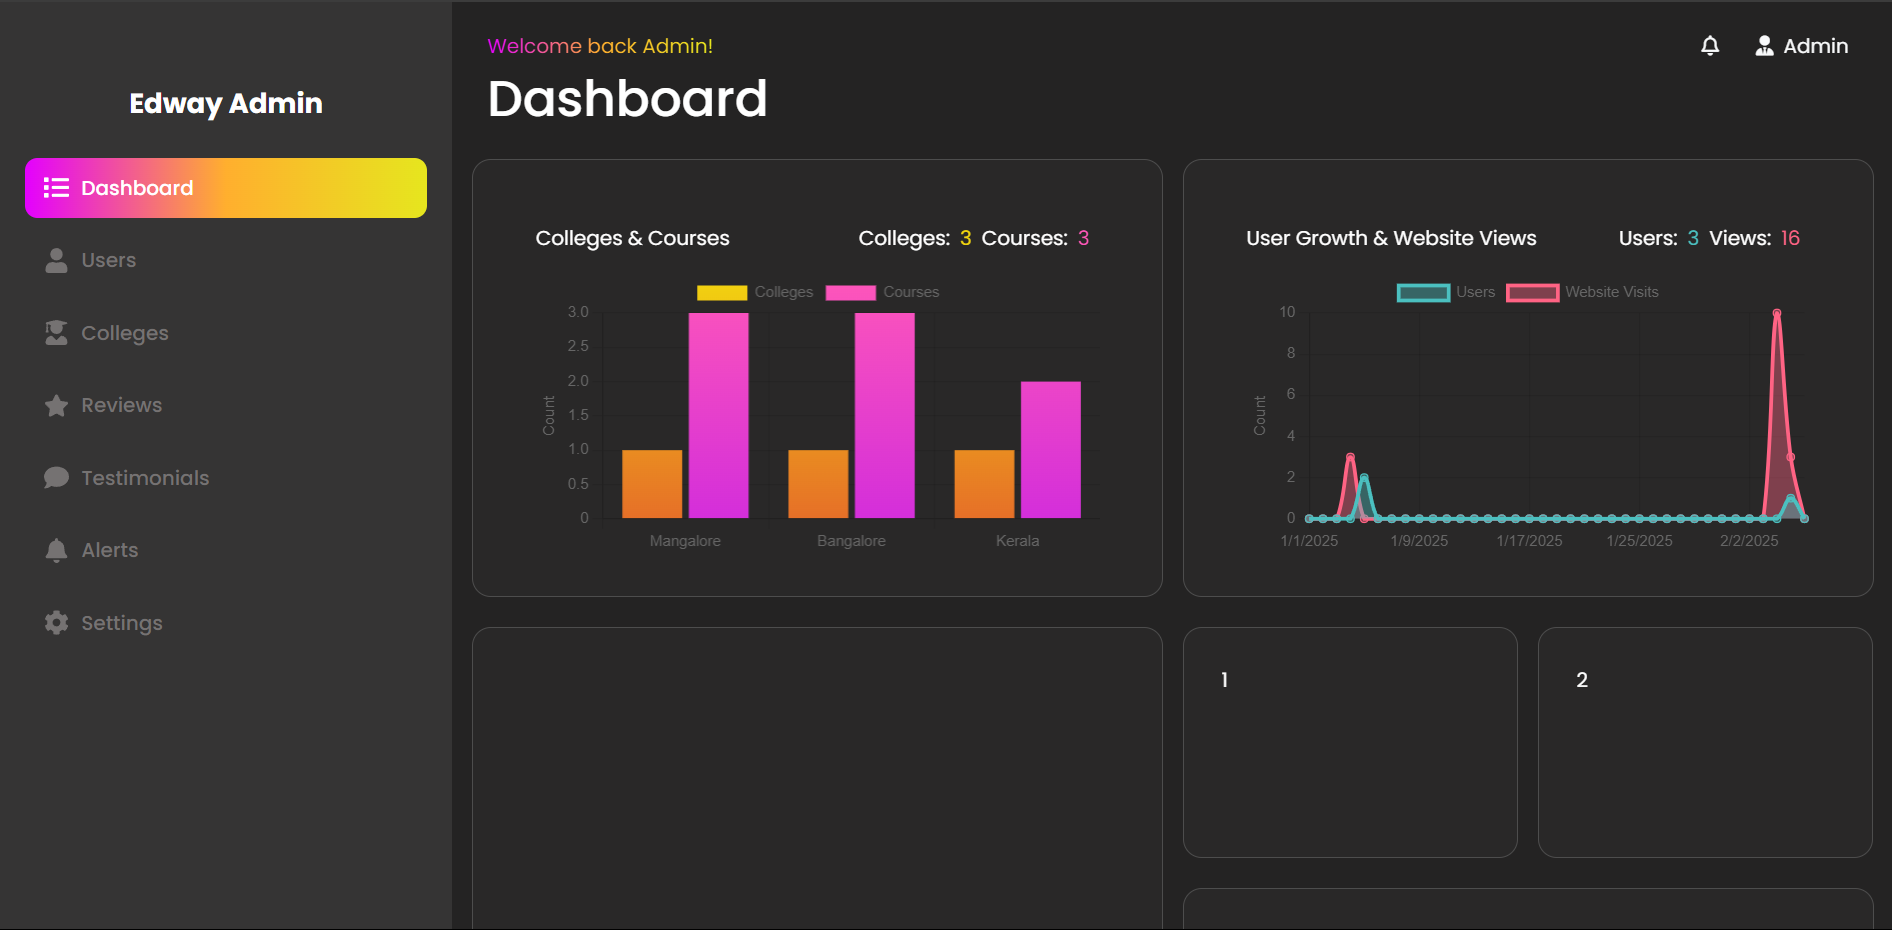 Edway Admin
Dashboard
Users
Colleges
Reviews
Testimonials
Alerts
Settings
Welcome back Admin!
Admin
Dashboard
Colleges & Courses
Colleges: 3 Courses: 3
Colleges Courses
3.0
2.5
2.0
1.5
1.0
0.5
0
Count
Mangalore Bangalore Kerala
User Growth & Website Views
Users: 3 Views: 16
Users Website Visits
10
8
6
4
2
0
Count
1/1/2025 1/9/2025 1/17/2025 1/25/2025 2/2/2025
1
2